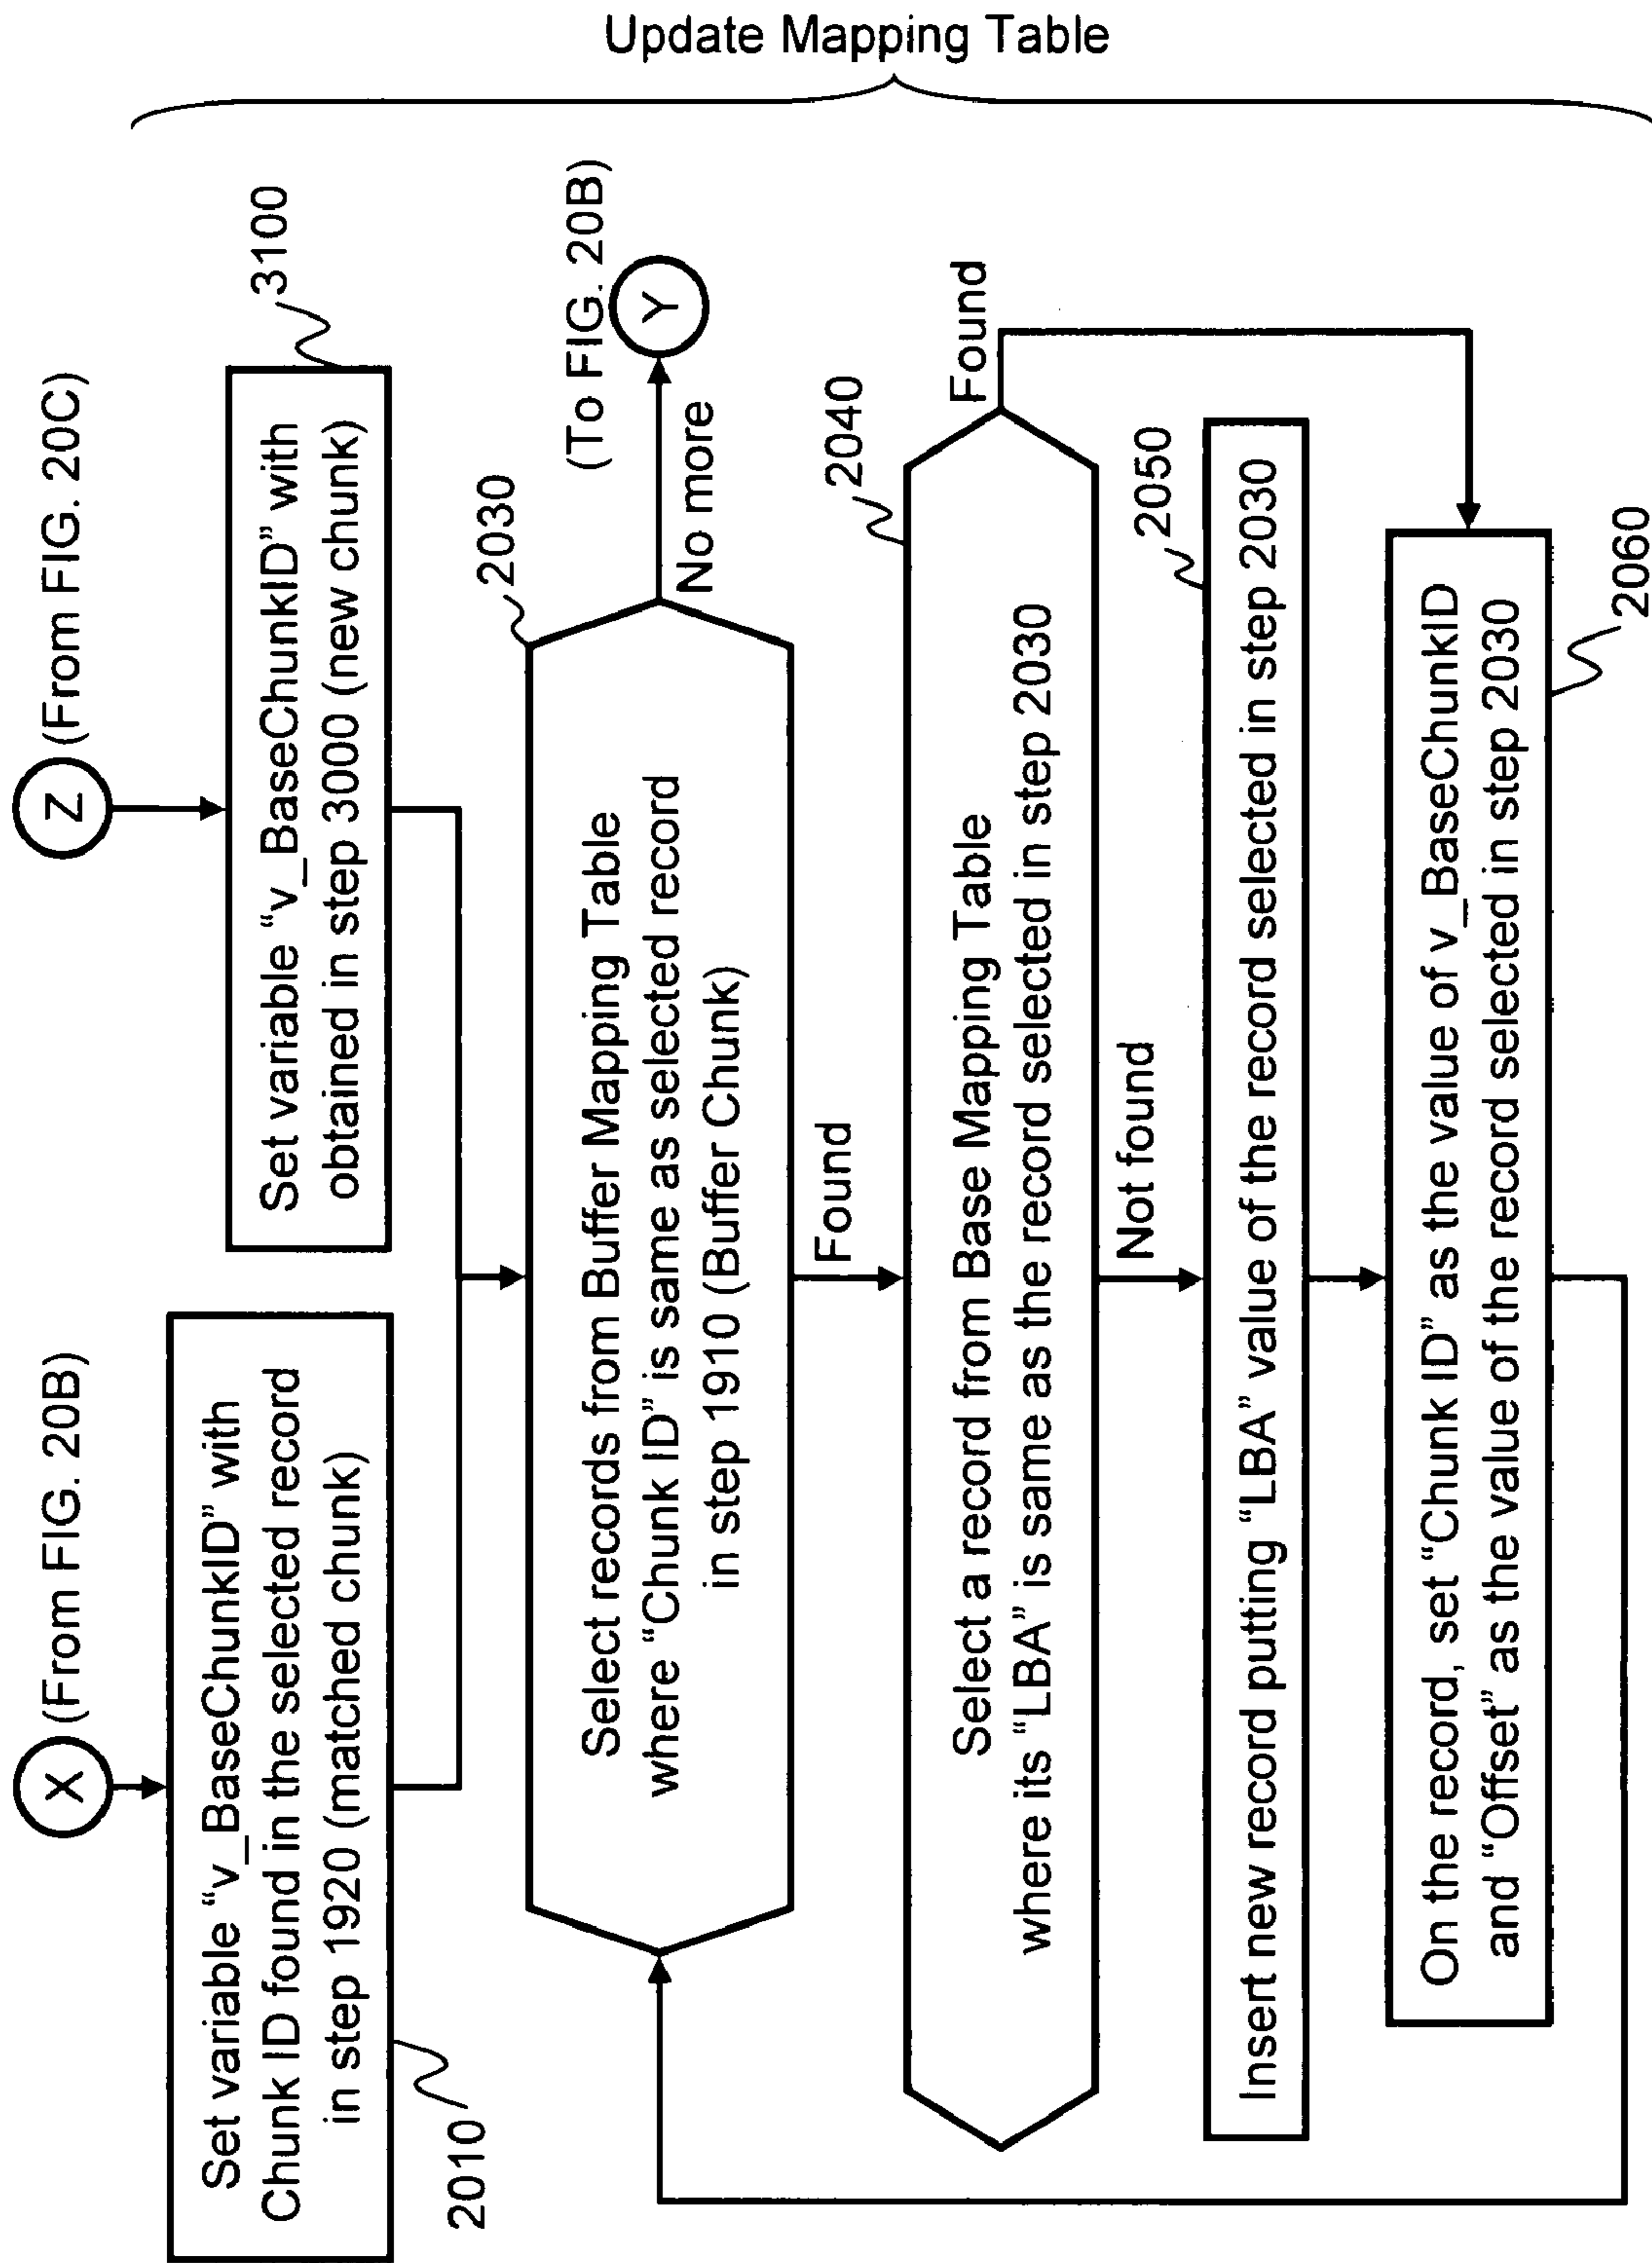 X (From FIG. 20B)
Z (From FIG. 20C)
Set variable “v_BaseChunkID” with
Chunk ID found in the selected record
in step 1920 (matched chunk)
2010
Set variable “v_BaseChunkID” with
obtained in step 3000 (new chunk)
3100
Select records from Buffer Mapping Table
where “Chunk ID” is same as selected record
in step 1910 (Buffer Chunk)
2030
No more
(To FIG. 20B)
Y
Found
Select a record from Base Mapping Table
where its “LBA” is same as the record selected in step 2030
2040
Found
Not found
Insert new record putting “LBA” value of the record selected in step 2030
2050
On the record, set “Chunk ID” as the value of v_BaseChunkID
and “Offset” as the value of the record selected in step 2030
2060
Update Mapping Table